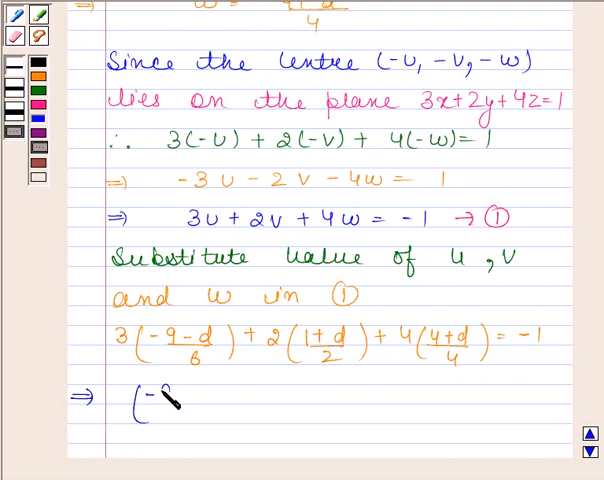 Since the Centre (-U, -V, -W)
lies on the plane 3x+2y+4z=1
∴ 3(-U) + 2(-V) + 4(-W)=1
⇒ -3U - 2V - 4W = 1
⇒ 3U + 2V + 4W = -1 → ①
Substitute value of U, V
and W in ①
3(-9-d/6) + 2(1+d/2) + 4(4+d/4) = -1
⇒ (-